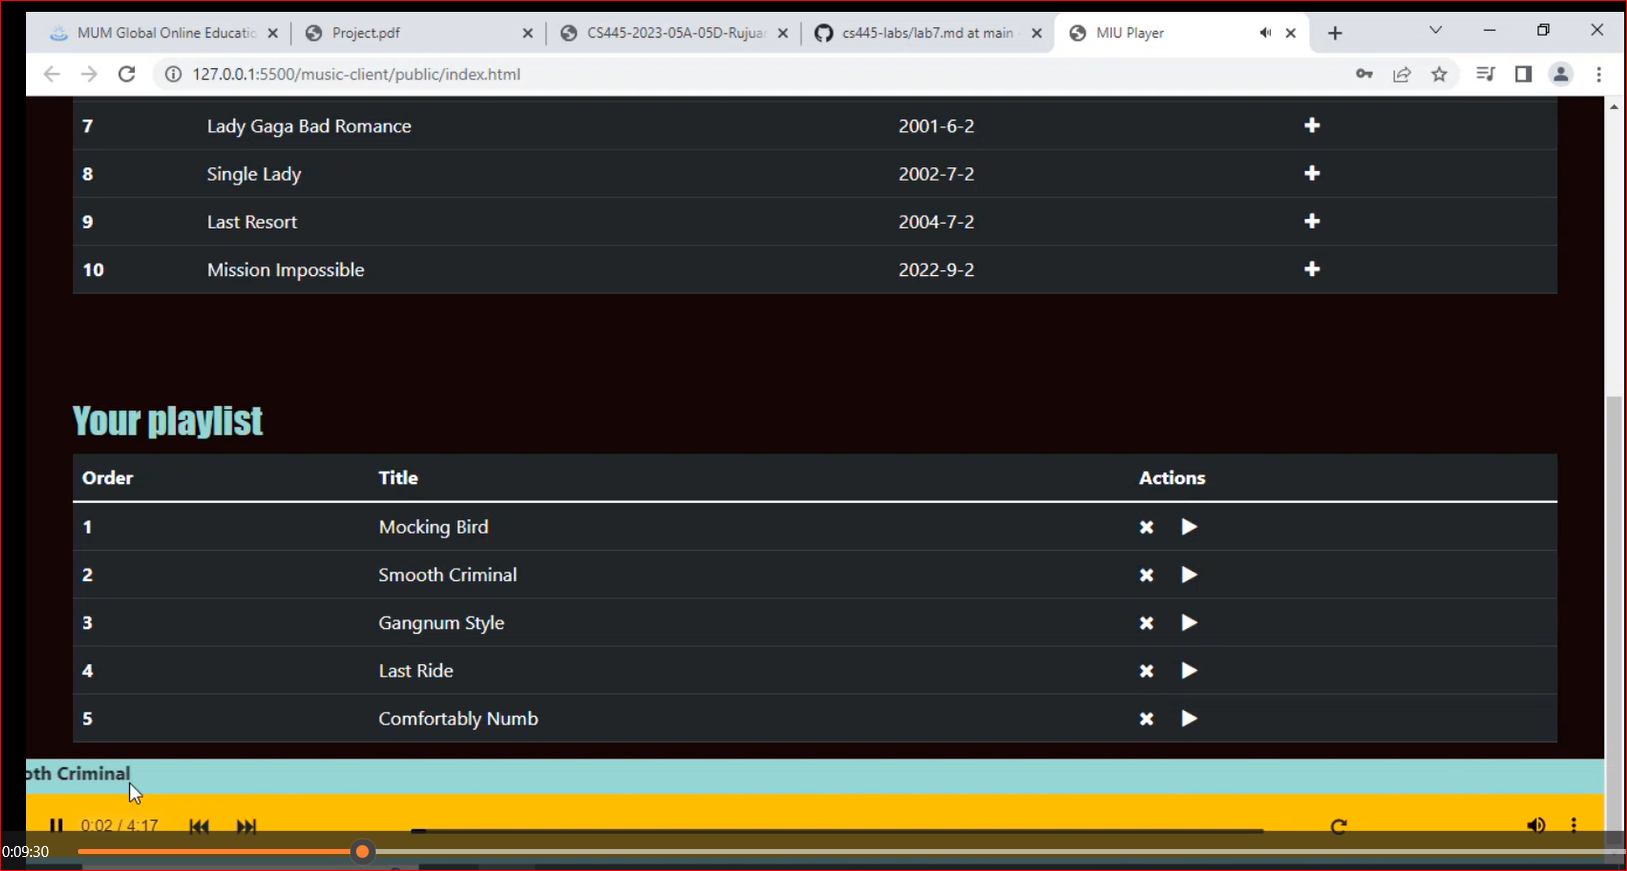 MUM Global Online Educatic
Project.pdf
CS445-2023-05A-05D-Rujuar
cs445-labs/lab7.md at main
MIU Player
127.0.0.1:5500/music-client/public/index.html
7 Lady Gaga Bad Romance 2001-6-2
8 Single Lady 2002-7-2
9 Last Resort 2004-7-2
10 Mission Impossible 2022-9-2
Your playlist
Order Title Actions
1 Mocking Bird
2 Smooth Criminal
3 Gangnum Style
4 Last Ride
5 Comfortably Numb
oth Criminal
0:02 / 4:17
0:09:30